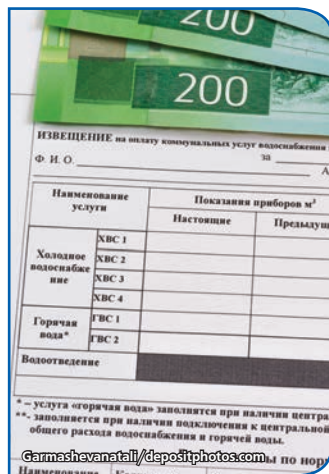 200
200
ИЗВЕЩЕНИЕ на оплату коммунальных услуг водоснабжения
за
Ф. И. О.
А
Наименование услуги
Показания приборов м³
Настоящие
Предыдущ
Холодное водоснабже ние
ХВС 1
ХВС 2
ХВС 3
ХВС 4
Горячая вода*
ГВС 1
ГВС 2
Водоотведение
* – услуга «горячая вода» заполнятся при наличии центра
**- заполняется при наличии подключения к центральной
общего расхода водоснабжения и горячей воды.
ы по нор
Наименование
Garmashevanatali/depositphotos.com